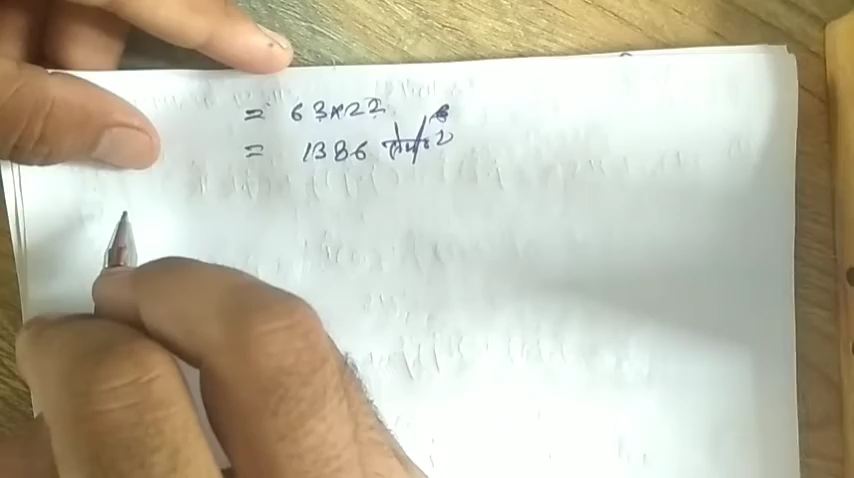 = 63×22
= 1386